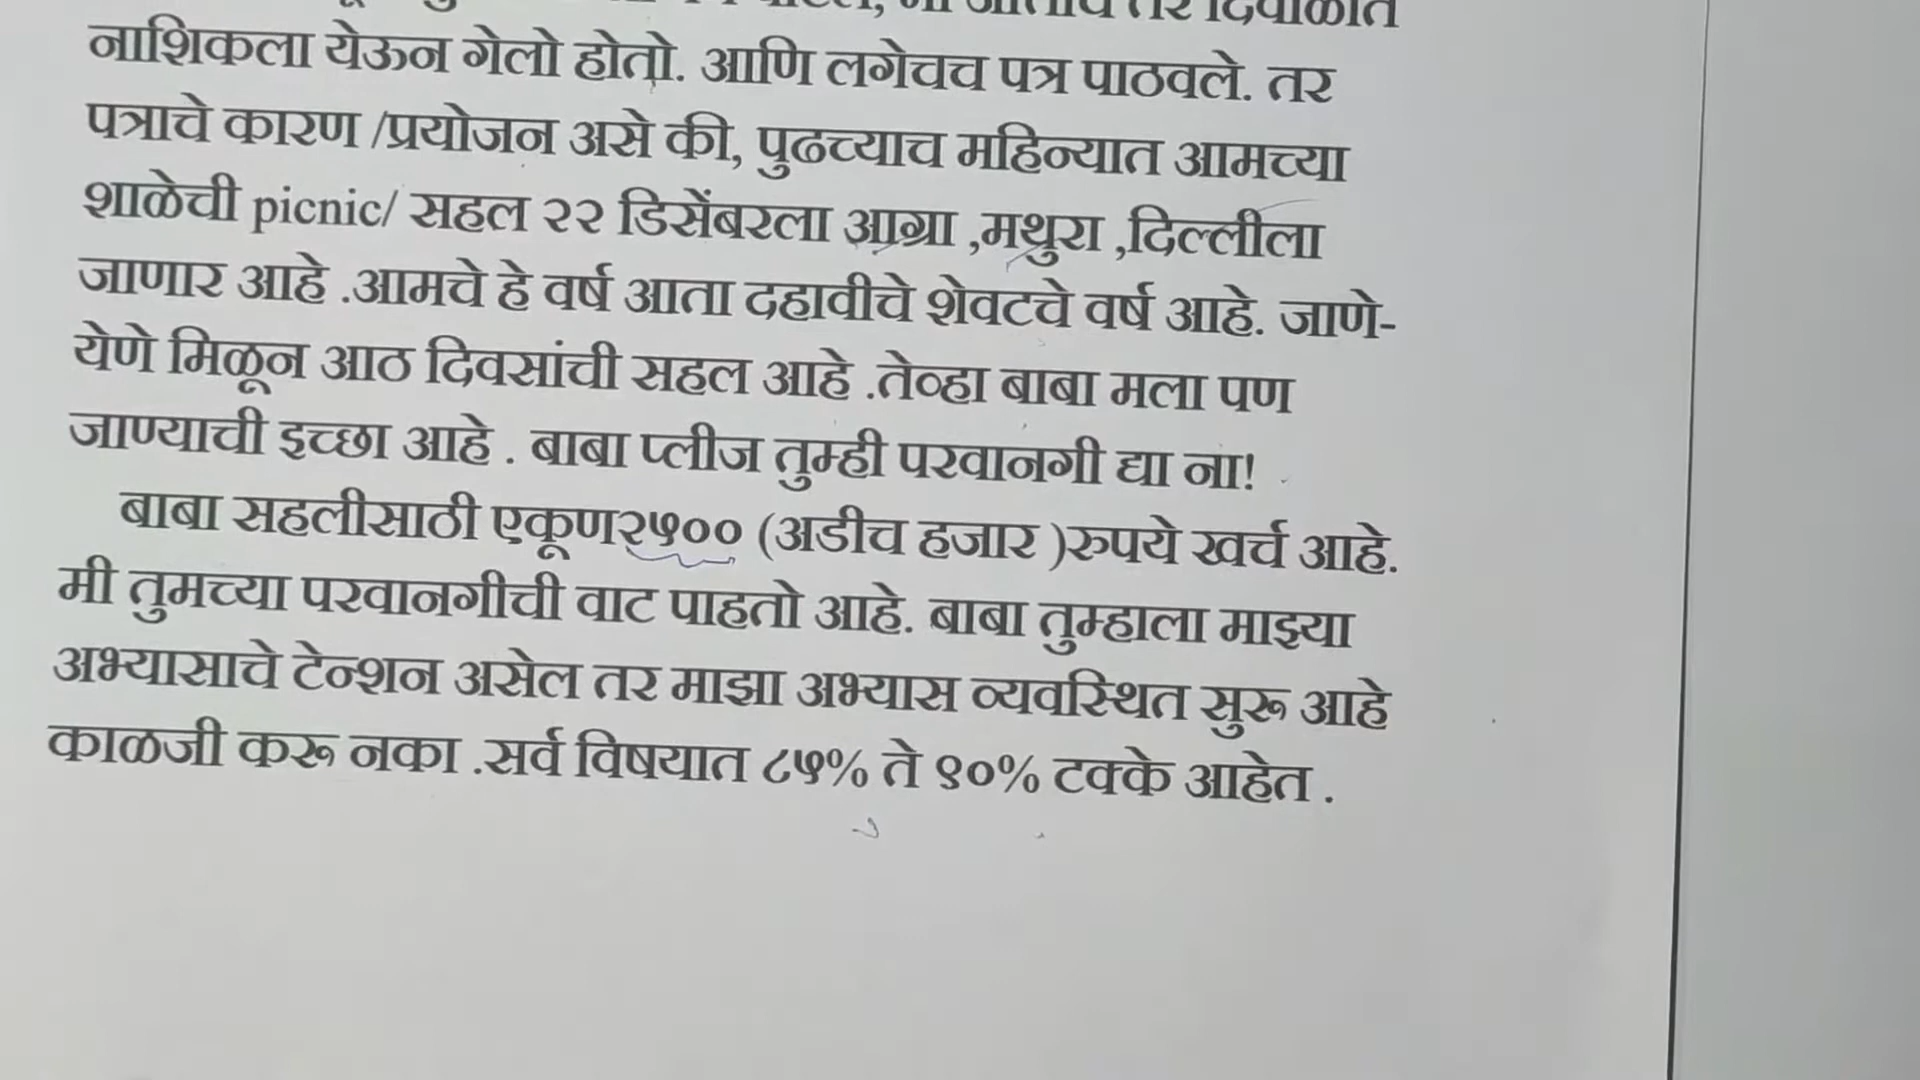 तर दिवाळीत
नाशिकला येऊन गेलो होतो. आणि लगेचच पत्र पाठवले. तर
पत्राचे कारण /प्रयोजन असे की, पुढच्याच महिन्यात आमच्या
शाळेची picnic/ सहल २२ डिसेंबरला आग्रा ,मथुरा ,दिल्लीला
जाणार आहे .आमचे हे वर्ष आता दहावीचे शेवटचे वर्ष आहे. जाणे-
येणे मिळून आठ दिवसांची सहल आहे .तेव्हा बाबा मला पण
जाण्याची इच्छा आहे . बाबा प्लीज तुम्ही परवानगी द्या ना!
बाबा सहलीसाठी एकूण२५०० (अडीच हजार )रुपये खर्च आहे.
मी तुमच्या परवानगीची वाट पाहतो आहे. बाबा तुम्हाला माझ्या
अभ्यासाचे टेन्शन असेल तर माझा अभ्यास व्यवस्थित सुरू आहे
काळजी करू नका .सर्व विषयात ८५% ते ९०% टक्के आहेत .